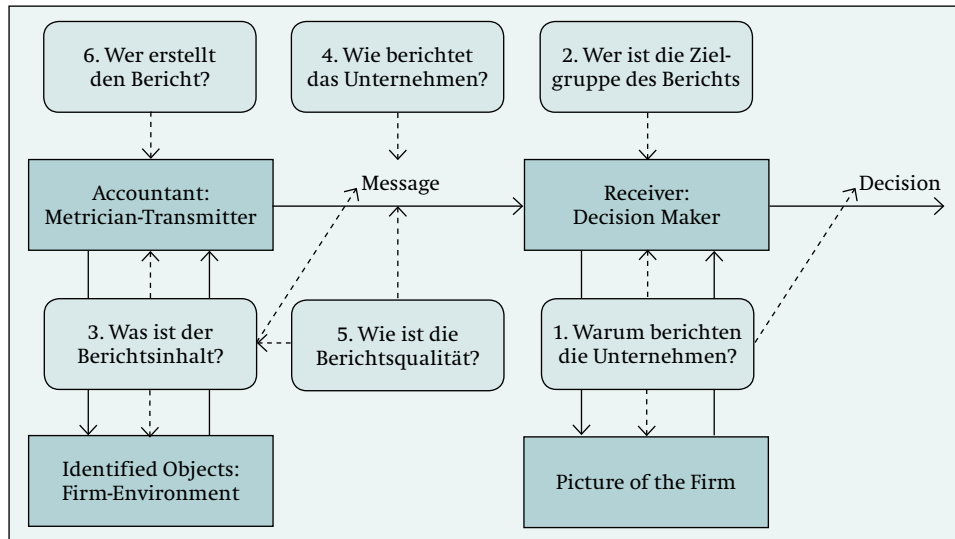 6. Wer erstellt
den Bericht?
4. Wie berichtet
das Unternehmen?
2. Wer ist die Ziel-
gruppe des Berichts
Accountant:
Metrician-Transmitter
Message
Receiver:
Decision Maker
Decision
3. Was ist der
Berichtsinhalt?
5. Wie ist die
Berichtsqualität?
1. Warum berichten
die Unternehmen?
Identified Objects:
Firm-Environment
Picture of the Firm